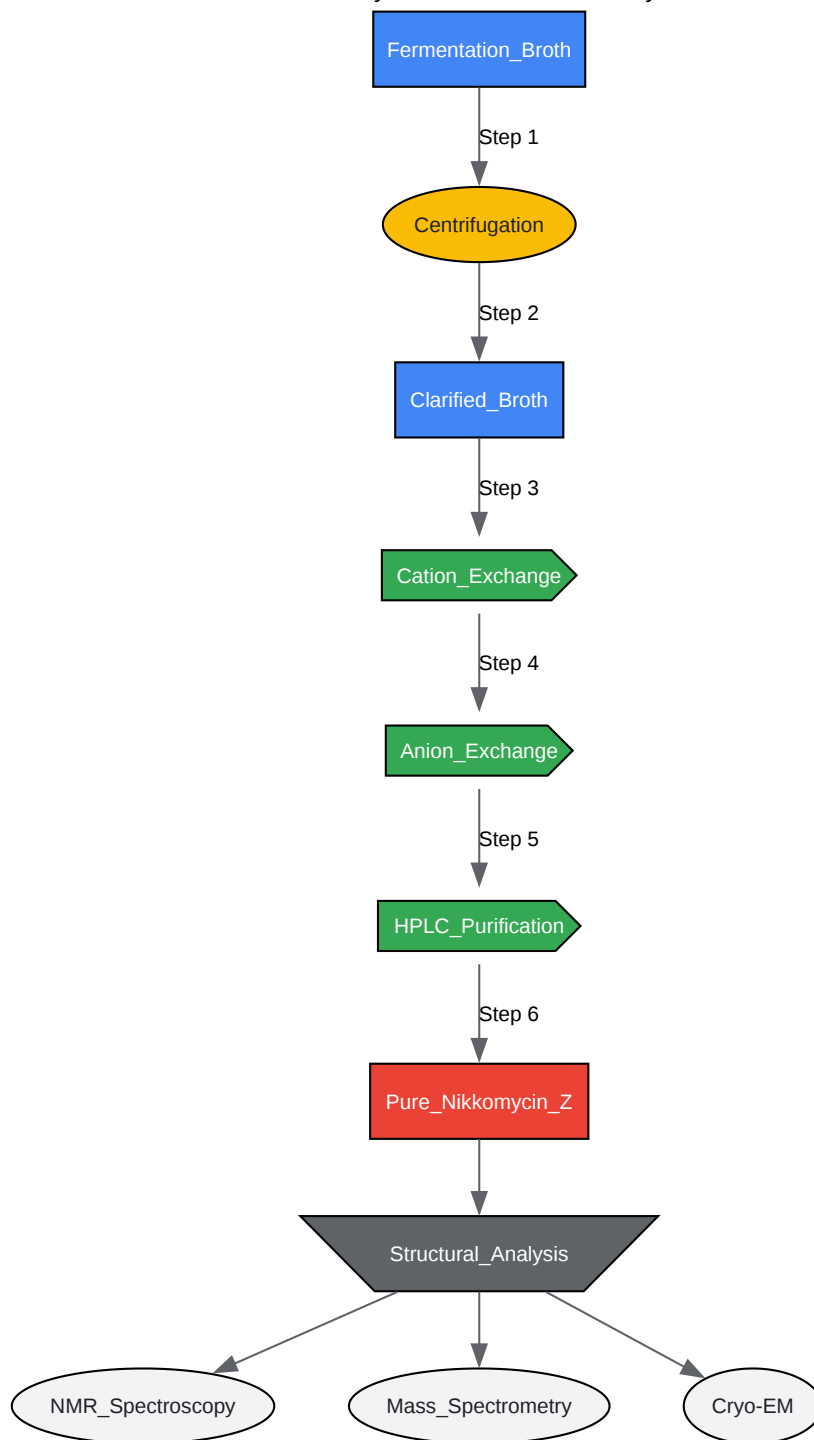 Fermentation_Broth
Step 1
Centrifugation
Step 2
Clarified_Broth
Step 3
Cation_Exchange
Step 4
Anion_Exchange
Step 5
HPLC_Purification
Step 6
Pure_Nikkomycin_Z
Structural_Analysis
NMR_Spectroscopy
Mass_Spectrometry
Cryo-EM